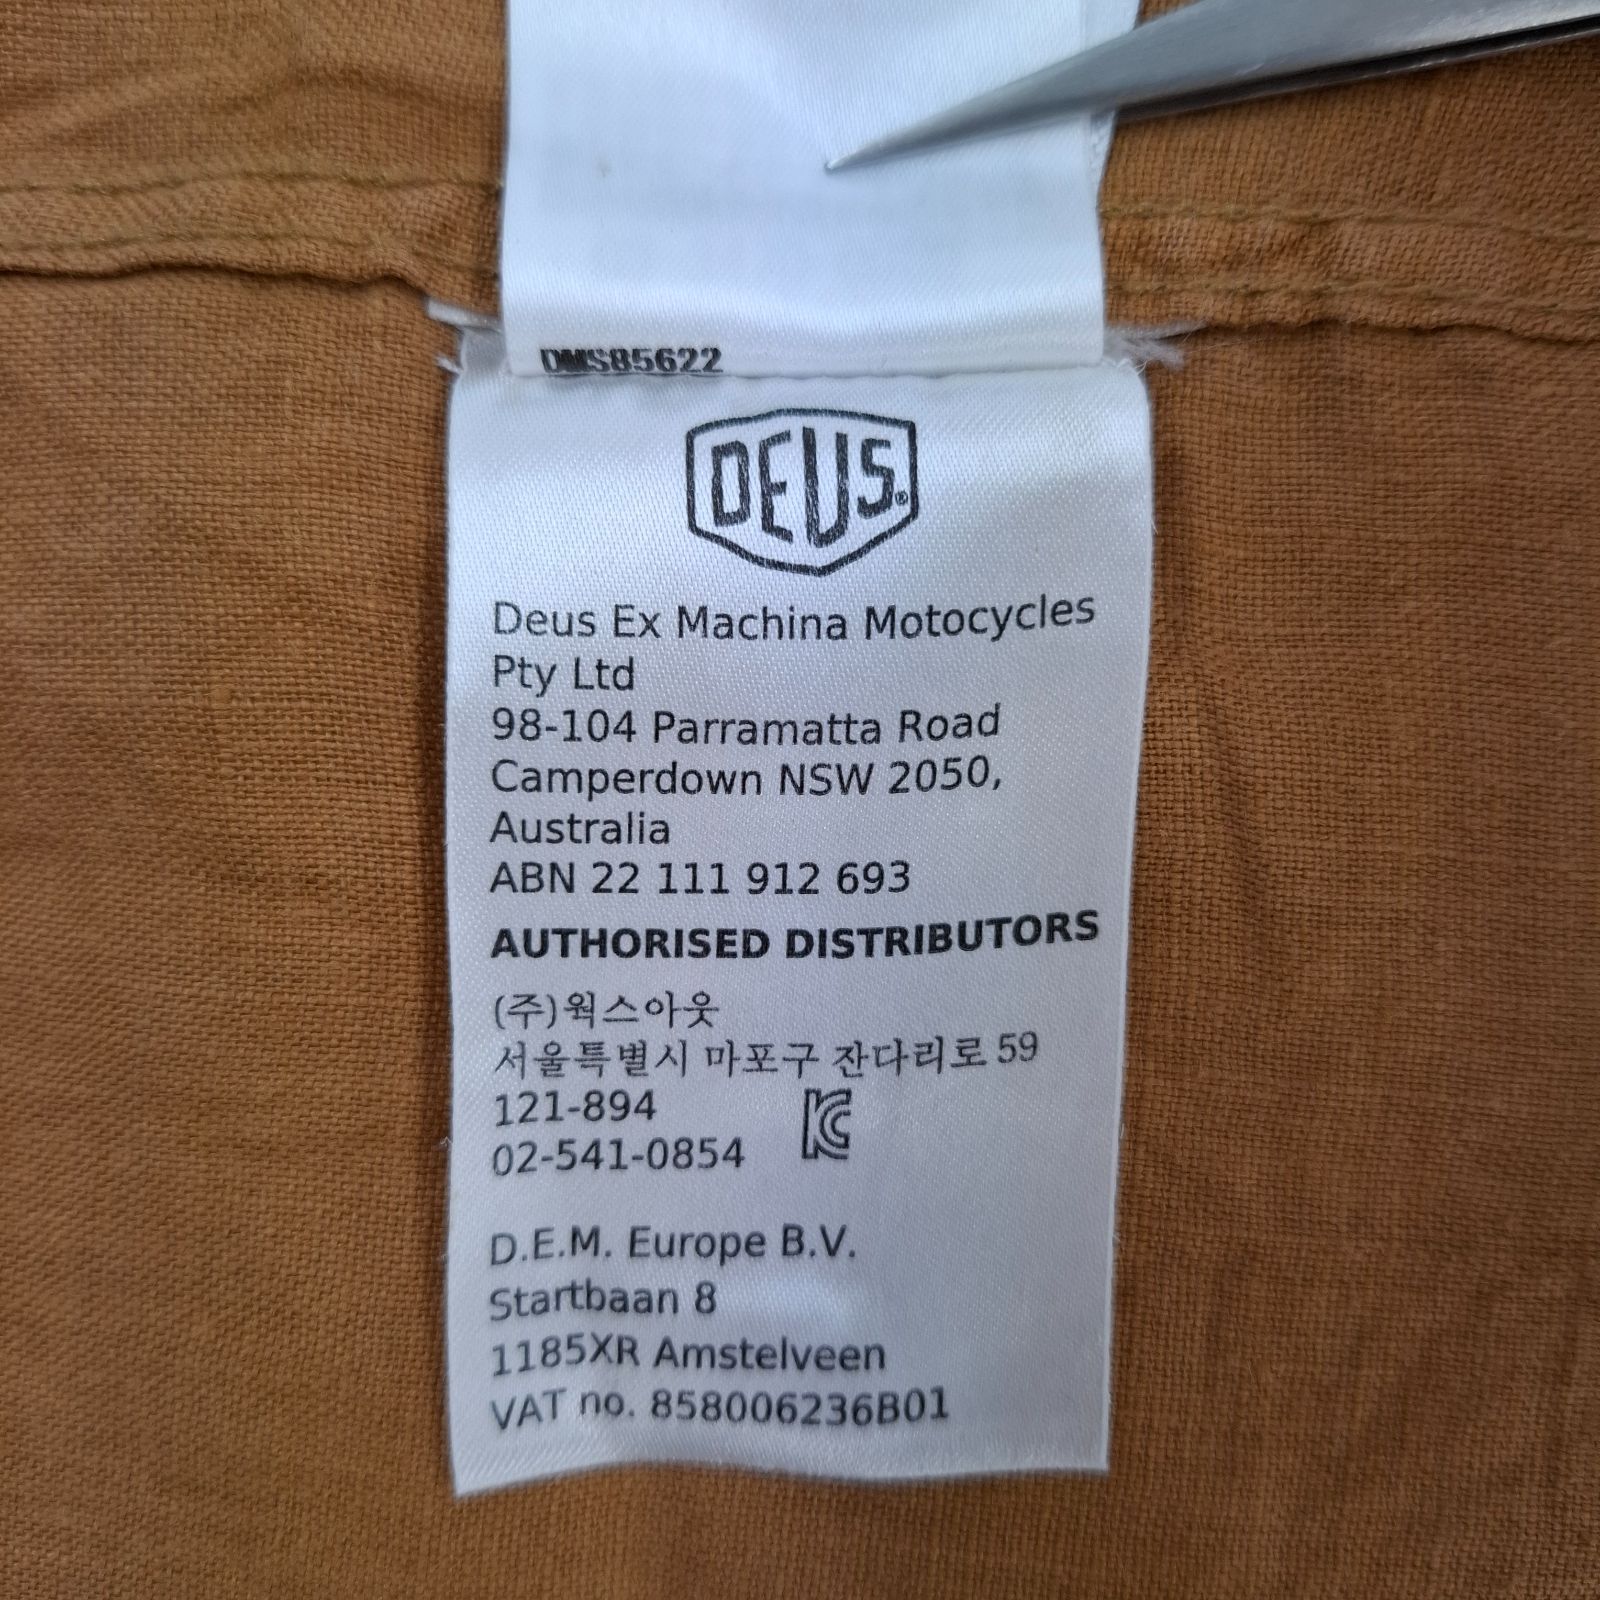 DMS85622
DEUS®
Deus Ex Machina Motocycles
Pty Ltd
98-104 Parramatta Road
Camperdown NSW 2050,
Australia
ABN 22 111 912 693
AUTHORISED DISTRIBUTORS
(주)웍스아웃
서울특별시 마포구 잔다리로 59
121-894
02-541-0854
KC
D.E.M. Europe B.V.
Startbaan 8
1185XR Amstelveen
VAT no. 858006236B01